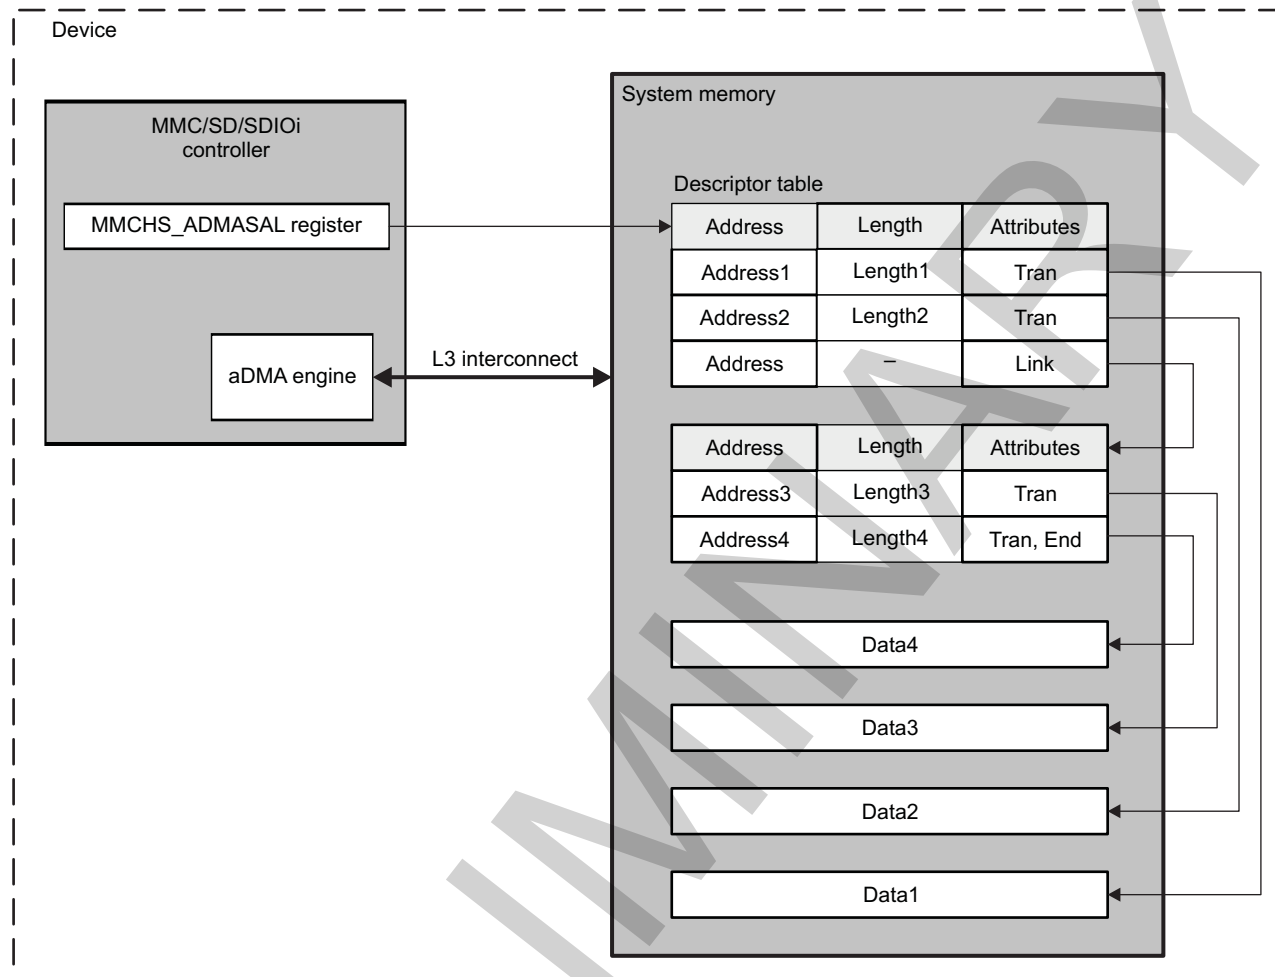 Device
MMC/SD/SDIOi
controller
MMCHS_ADMASAL register
aDMA engine
L3 interconnect
System memory
Descriptor table
Address Length Attributes
Address1 Length1 Tran
Address2 Length2 Tran
Address – Link
Address Length Attributes
Address3 Length3 Tran
Address4 Length4 Tran, End
Data4
Data3
Data2
Data1
IMINARY